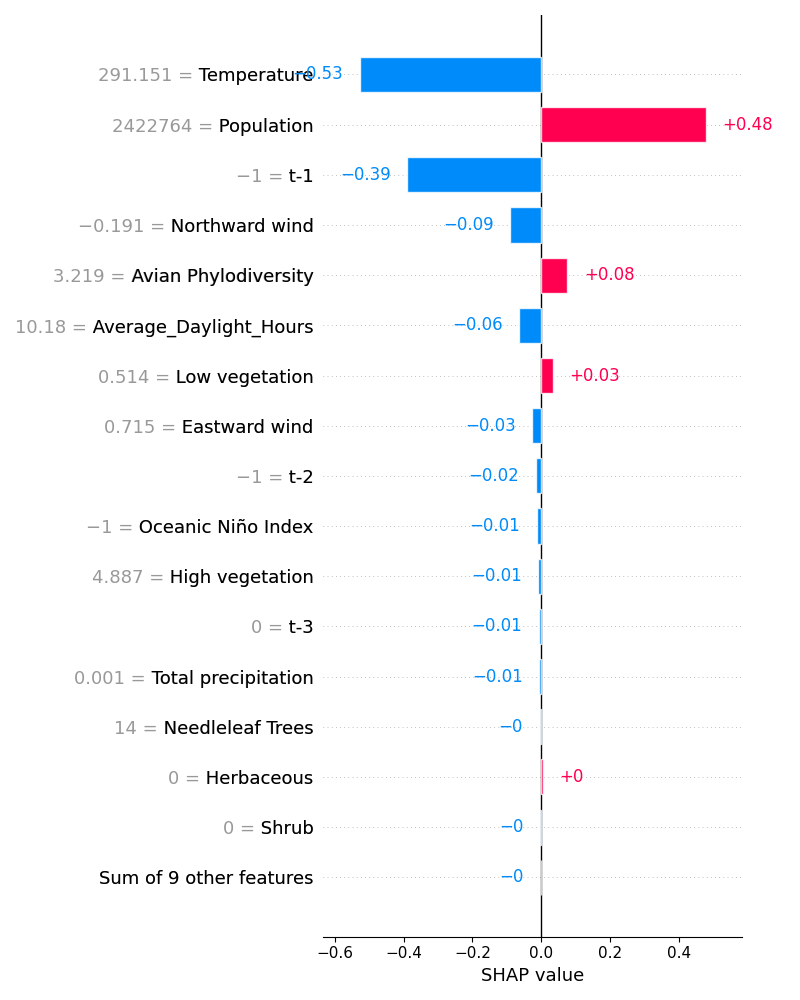 291.151 = Temperature −0.53
2422764 = Population +0.48
−1 = t-1 −0.39
−0.191 = Northward wind −0.09
3.219 = Avian Phylodiversity +0.08
10.18 = Average_Daylight_Hours −0.06
0.514 = Low vegetation +0.03
0.715 = Eastward wind −0.03
−1 = t-2 −0.02
−1 = Oceanic Niño Index −0.01
4.887 = High vegetation −0.01
0 = t-3 −0.01
0.001 = Total precipitation −0.01
14 = Needleleaf Trees −0
0 = Herbaceous +0
0 = Shrub −0
Sum of 9 other features −0
−0.6 −0.4 −0.2 0.0 0.2 0.4
SHAP value